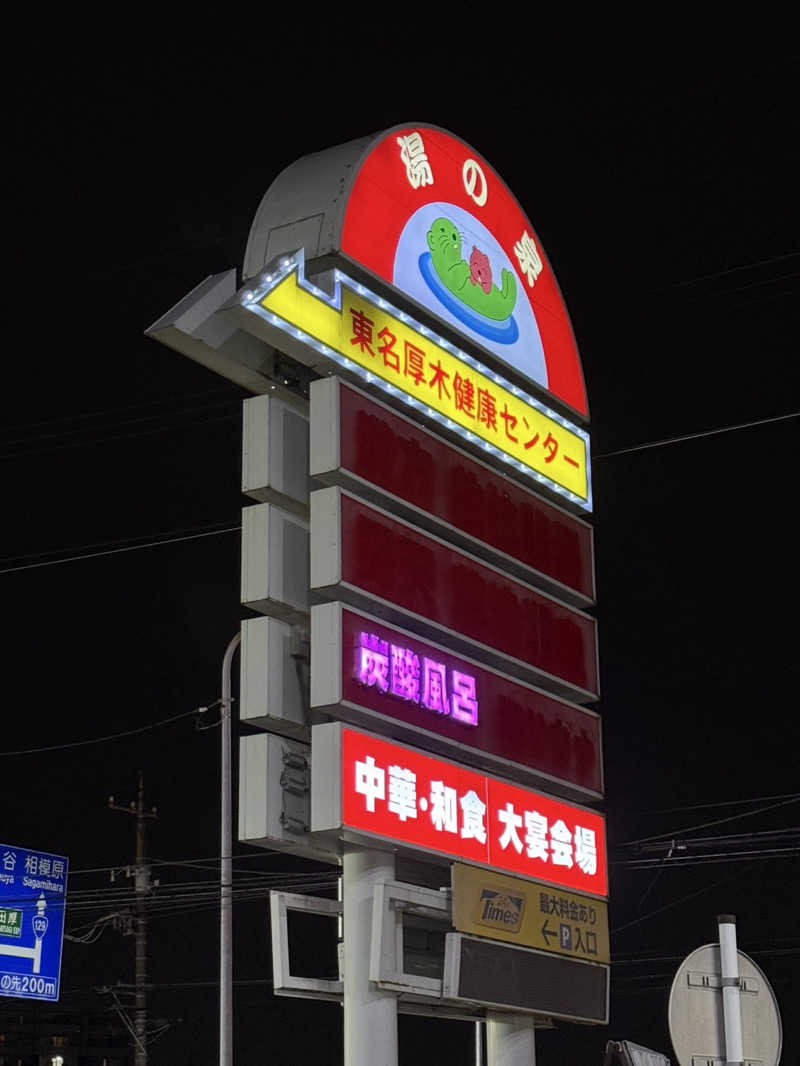 湯の泉
東名厚木健康センター
炭酸風呂
中華・和食 大宴会場
Times
最大料金あり
←P入口
谷 相模原
Sagamihara
129
の先200m